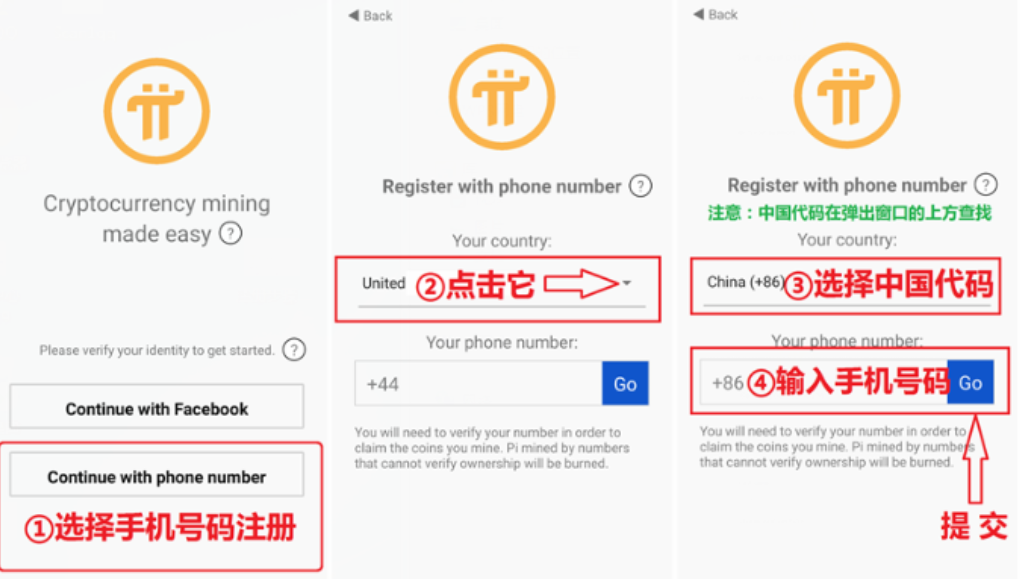 Cryptocurrency mining
made easy ?
Please verify your identity to get started. ?
Continue with Facebook
Continue with phone number
①选择手机号码注册
Back
Register with phone number ?
Your country:
United ②点击它
Your phone number:
+44 Go
You will need to verify your number in order to
claim the coins you mine. Pi mined by numbers
that cannot verify ownership will be burned.
Back
Register with phone number ?
注意：中国代码在弹出窗口的上方查找
Your country:
China (+86) ③选择中国代码
Your phone number:
+86 ④输入手机号码 Go
You will need to verify your number in order to
claim the coins you mine. Pi mined by numbers
that cannot verify ownership will be burned.
提 交